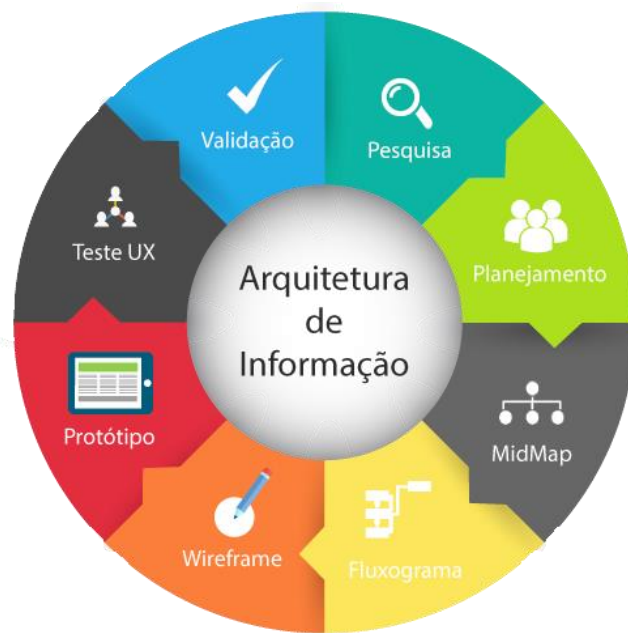 Validação
Pesquisa
Planejamento
MidMap
Fluxograma
Wireframe
Protótipo
Teste UX
Arquitetura
de
Informação